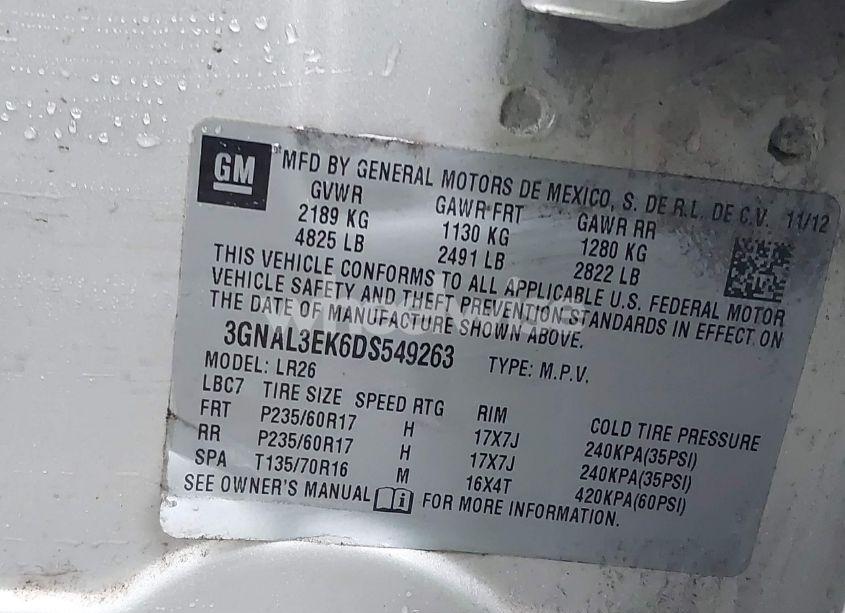 GM MFD BY GENERAL MOTORS DE MEXICO, S. DE R.L. DE C.V. 11/12
GVWR GAWR FRT GAWR RR
2189 KG 1130 KG 1280 KG
4825 LB 2491 LB 2822 LB
THIS VEHICLE CONFORMS TO ALL APPLICABLE U.S. FEDERAL MOTOR
VEHICLE SAFETY AND THEFT PREVENTION STANDARDS IN EFFECT ON
THE DATE OF MANUFACTURE SHOWN ABOVE.
3GNAL3EK6DS549263 TYPE: M.P.V.
MODEL: LR26
LBC7 TIRE SIZE SPEED RTG RIM COLD TIRE PRESSURE
FRT P235/60R17 H 17X7J 240KPA(35PSI)
RR P235/60R17 H 17X7J 240KPA(35PSI)
SPA T135/70R16 M 16X4T 420KPA(60PSI)
SEE OWNER'S MANUAL FOR MORE INFORMATION.